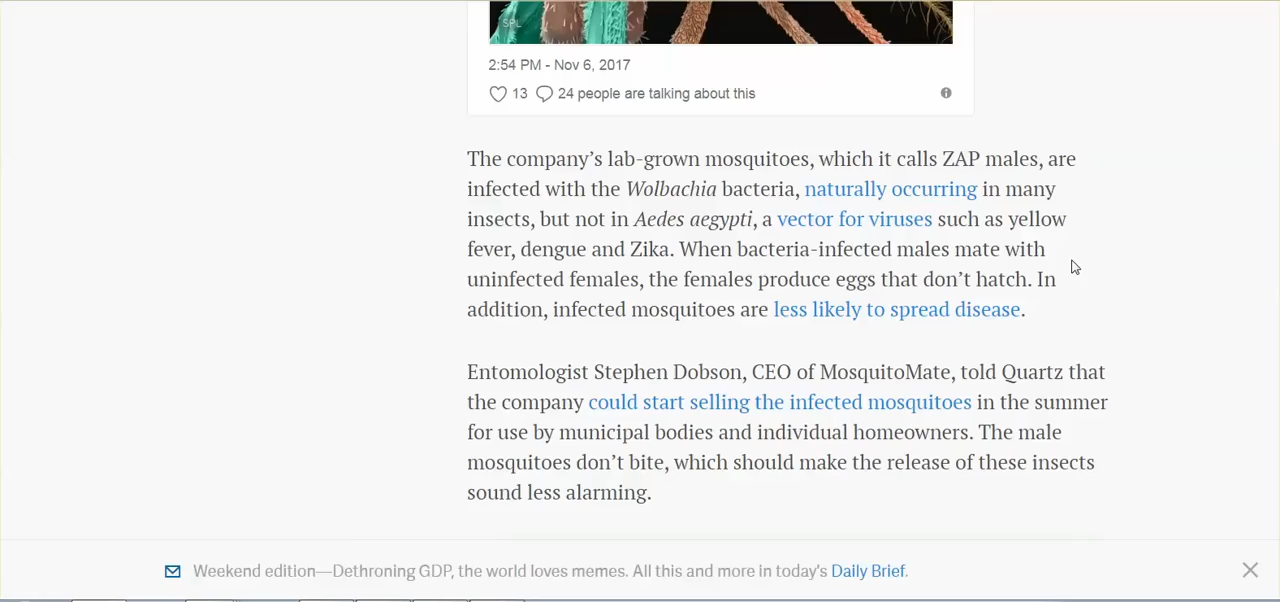 SPL
2:54 PM - Nov 6, 2017
13 24 people are talking about this
The company’s lab-grown mosquitoes, which it calls ZAP males, are
infected with the Wolbachia bacteria, naturally occurring in many
insects, but not in Aedes aegypti, a vector for viruses such as yellow
fever, dengue and Zika. When bacteria-infected males mate with
uninfected females, the females produce eggs that don’t hatch. In
addition, infected mosquitoes are less likely to spread disease.
Entomologist Stephen Dobson, CEO of MosquitoMate, told Quartz that
the company could start selling the infected mosquitoes in the summer
for use by municipal bodies and individual homeowners. The male
mosquitoes don’t bite, which should make the release of these insects
sound less alarming.
Weekend edition—Dethroning GDP, the world loves memes. All this and more in today's Daily Brief.